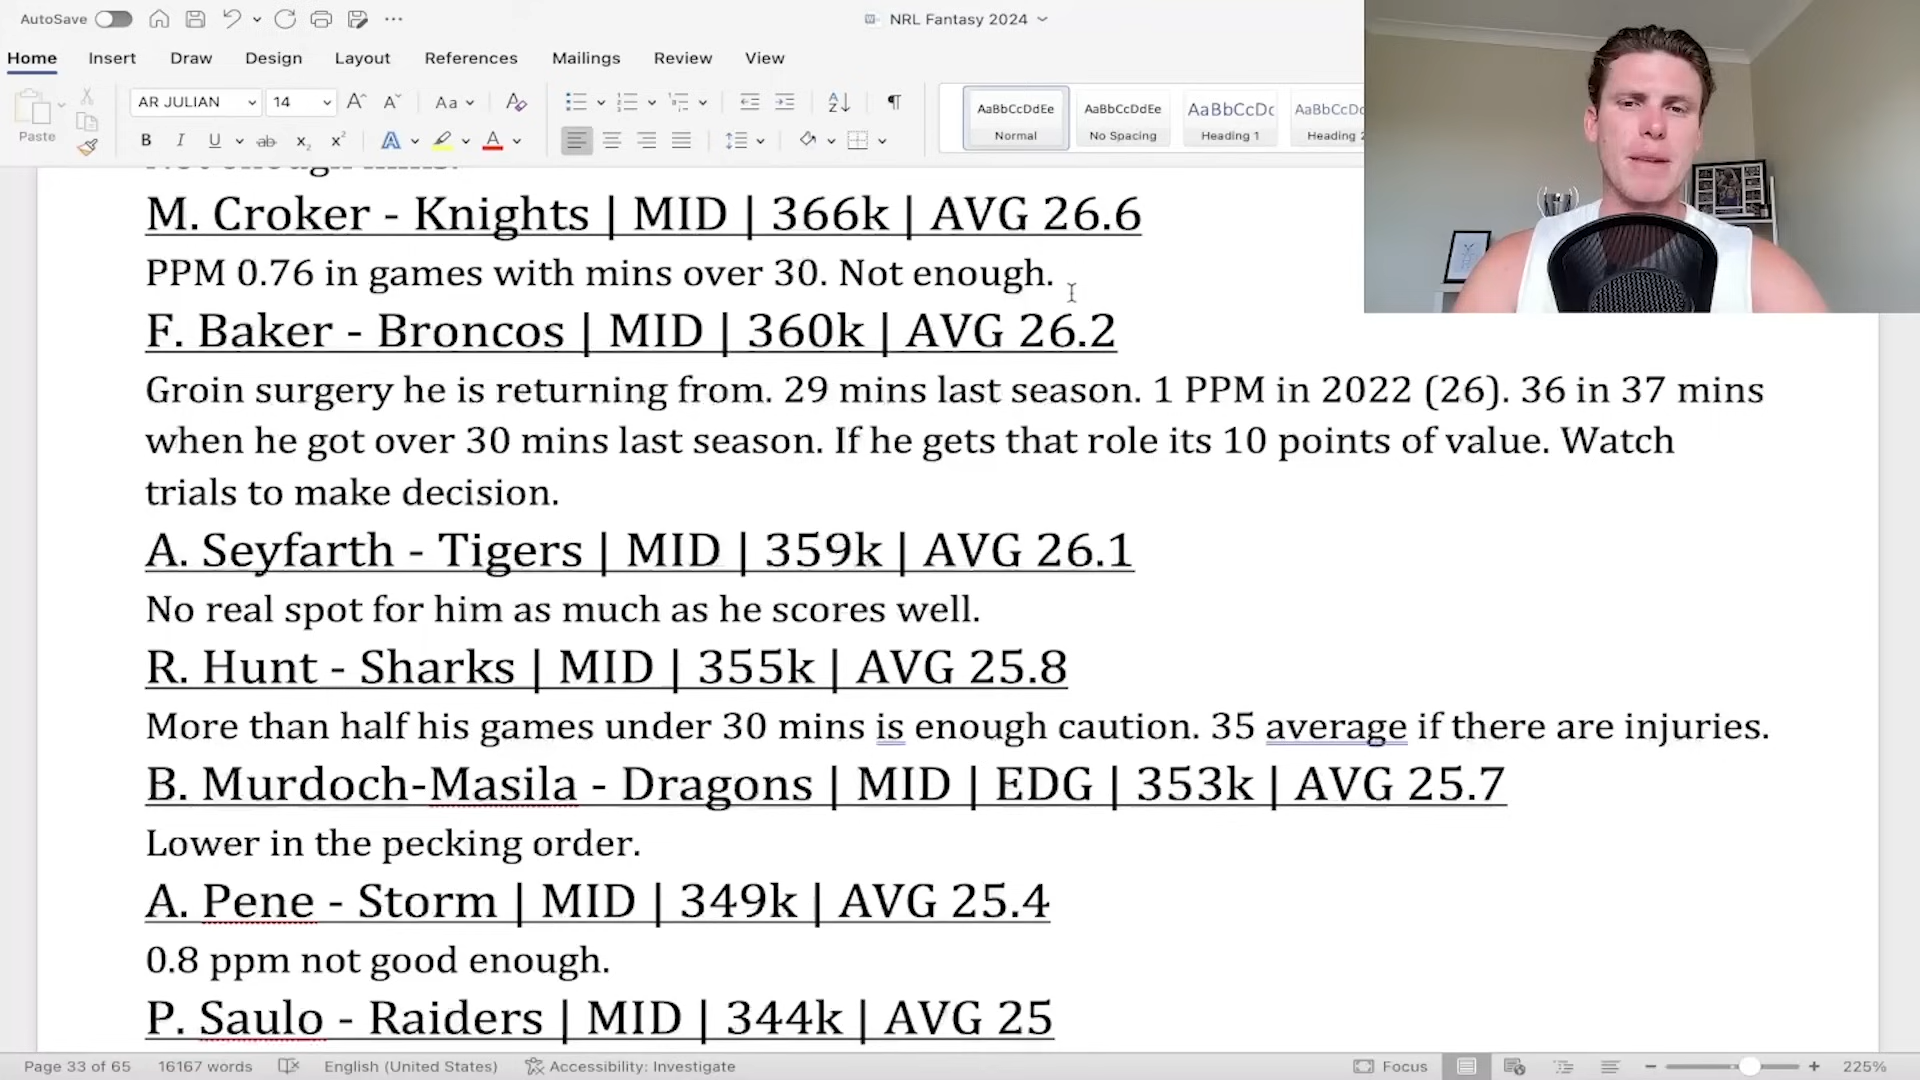 AutoSave
NRL Fantasy 2024
Home Insert Draw Design Layout References Mailings Review View
Paste
AR JULIAN 14
AaBbCcDdEe AaBbCcDdEe AaBbCcDc AaBbCcDd
Normal No Spacing Heading 1 Heading 2
M. Croker - Knights | MID | 366k | AVG 26.6
PPM 0.76 in games with mins over 30. Not enough.
F. Baker - Broncos | MID | 360k | AVG 26.2
Groin surgery he is returning from. 29 mins last season. 1 PPM in 2022 (26). 36 in 37 mins
when he got over 30 mins last season. If he gets that role its 10 points of value. Watch
trials to make decision.
A. Seyfarth - Tigers | MID | 359k | AVG 26.1
No real spot for him as much as he scores well.
R. Hunt - Sharks | MID | 355k | AVG 25.8
More than half his games under 30 mins is enough caution. 35 average if there are injuries.
B. Murdoch-Masila - Dragons | MID | EDG | 353k | AVG 25.7
Lower in the pecking order.
A. Pene - Storm | MID | 349k | AVG 25.4
0.8 ppm not good enough.
P. Saulo - Raiders | MID | 344k | AVG 25
Page 33 of 65 16167 words English (United States) Accessibility: Investigate Focus 225%